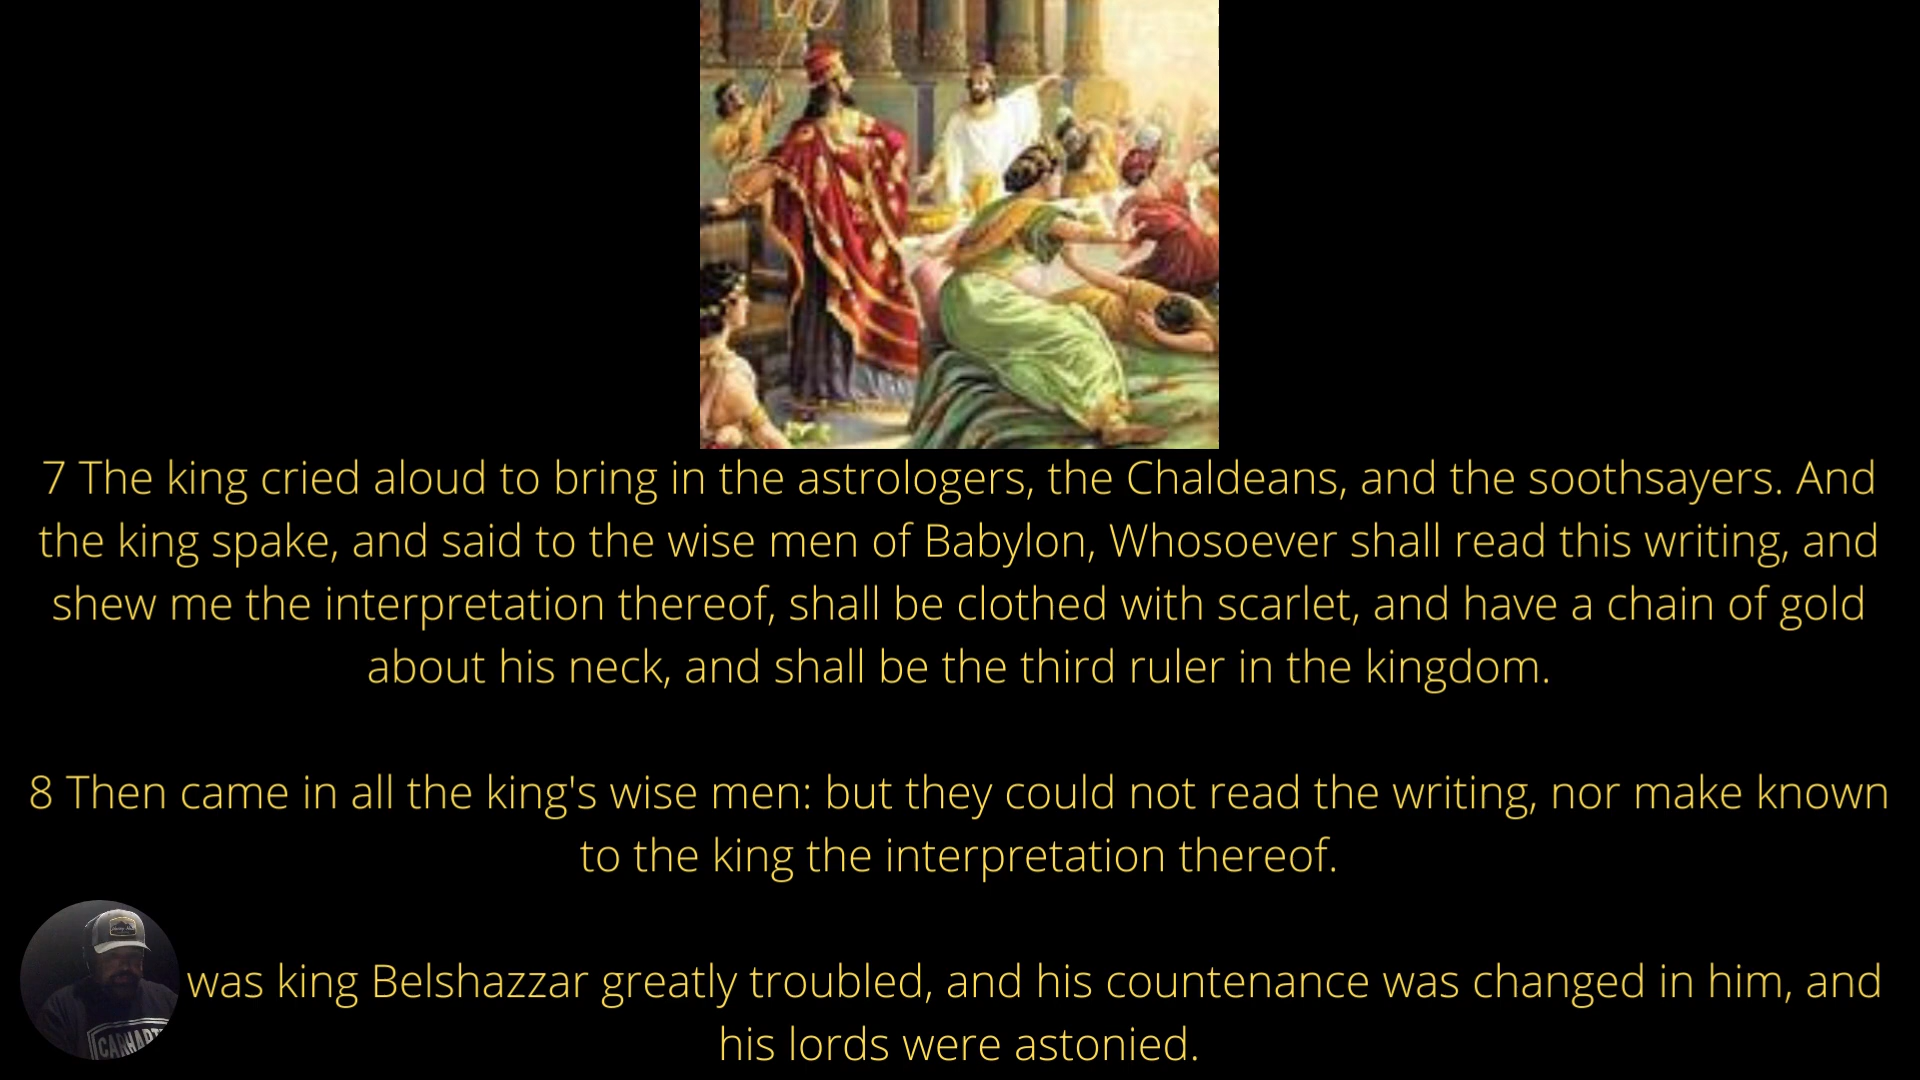 7 The king cried aloud to bring in the astrologers, the Chaldeans, and the soothsayers. And
the king spake, and said to the wise men of Babylon, Whosoever shall read this writing, and
shew me the interpretation thereof, shall be clothed with scarlet, and have a chain of gold
about his neck, and shall be the third ruler in the kingdom.
8 Then came in all the king's wise men: but they could not read the writing, nor make known
to the king the interpretation thereof.
was king Belshazzar greatly troubled, and his countenance was changed in him, and
his lords were astonied.